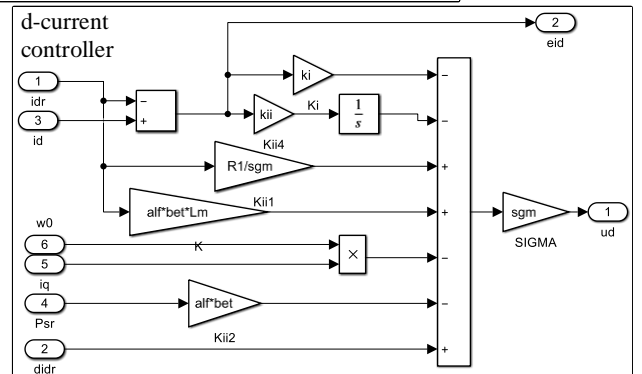 d-current
controller
2
eid
1
idr
−
+
3
id
ki
kii
Ki
1
s
Kii4
R1/sgm
Kii1
alf*bet*Lm
w0
6
K
×
5
iq
4
alf*bet
Psr
Kii2
2
didr
−
−
+
+
−
−
+
sgm
SIGMA
1
ud